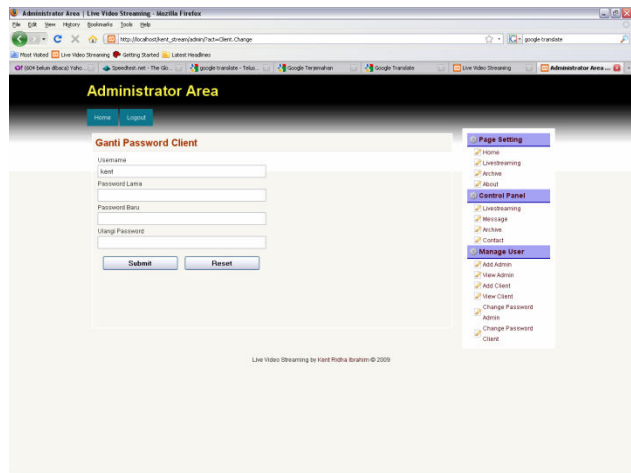 Administrator Area | Live Video Streaming - Mozilla Firefox
File Edit View History Bookmarks Tools Help
http://localhost/kent_stream/admin/?act=Client.Change
google translate
Most Visited Live Video Streaming Getting Started Latest Headlines
(604 belum dibaca) Yaho... Speedtest.net - The Glo... google translate - Telus... Google Terjemahan Google Translate Live Video Streaming Administrator Area ...
Administrator Area
Home Logout
Ganti Password Client
Username
kent
Password Lama
Password Baru
Ulangi Password
Submit Reset
Page Setting
Home
Livestreaming
Archive
About
Control Panel
Livestreaming
Message
Archive
Contact
Manage User
Add Admin
View Admin
Add Client
View Client
Change Password
Admin
Change Password
Client
Live Video Streaming by Kent Ridha Ibrahim © 2009